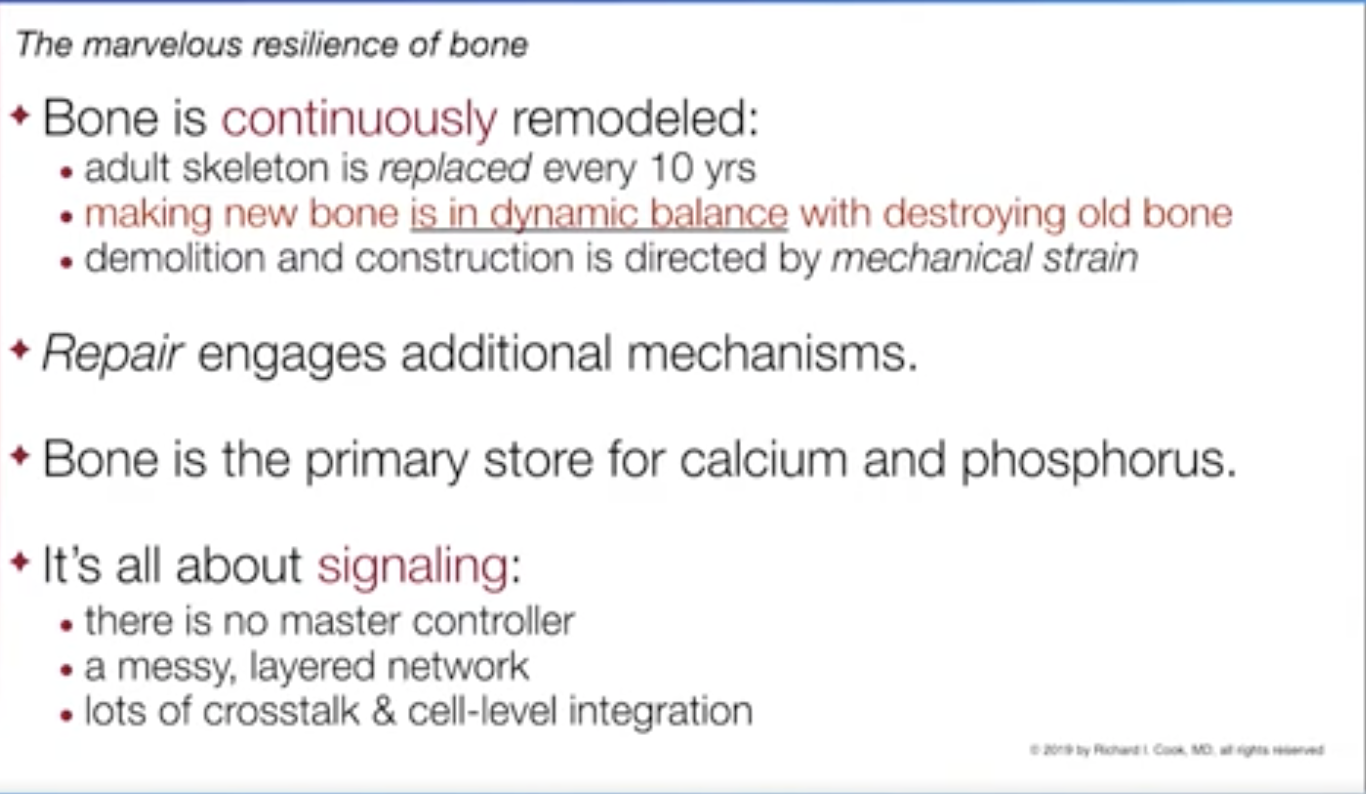 The marvelous resilience of bone
Bone is continuously remodeled:
adult skeleton is replaced every 10 yrs
making new bone is in dynamic balance with destroying old bone
demolition and construction is directed by mechanical strain
Repair engages additional mechanisms.
Bone is the primary store for calcium and phosphorus.
It's all about signaling:
there is no master controller
a messy, layered network
lots of crosstalk & cell-level integration
© 2019 by Richard I. Cook, MD, all rights reserved